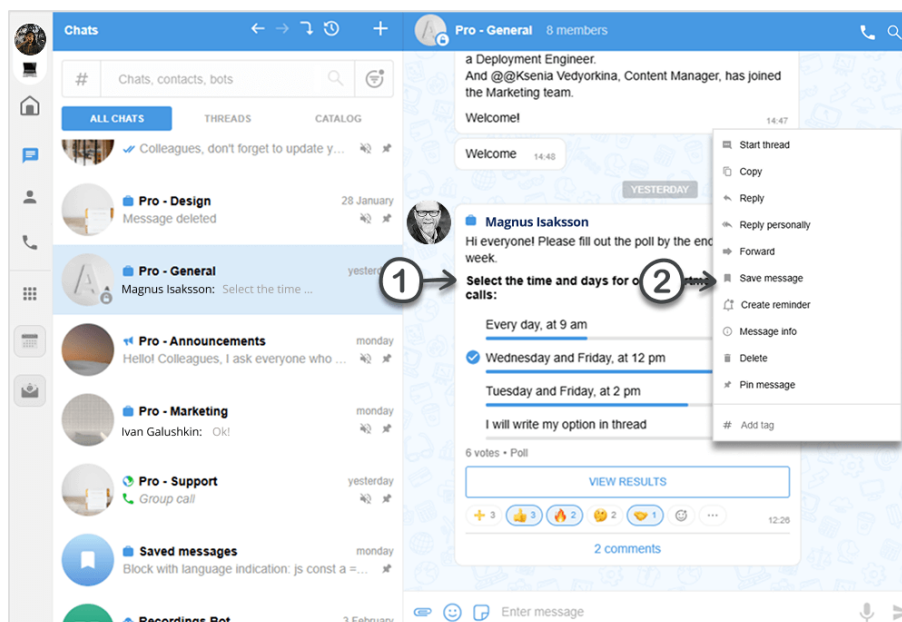 Chats
Chats, contacts, bots
ALL CHATS THREADS CATALOG
Colleagues, don't forget to update y...
Pro - Design 28 January
Message deleted
Pro - General yesterday
Magnus Isaksson: Select the time ...
Pro - Announcements monday
Hello! Colleagues, I ask everyone who ...
Pro - Marketing monday
Ivan Galushkin: Ok!
Pro - Support yesterday
Group call
Saved messages monday
Block with language indication: js const a =...
Recordings Bot 3 February
Pro - General 8 members
a Deployment Engineer.
And @@Ksenia Vedyorkina, Content Manager, has joined
the Marketing team.
Welcome!
14:47
Welcome 14:48
YESTERDAY
Magnus Isaksson
Hi everyone! Please fill out the poll by the end
week.
1
Select the time and days for
calls:
Every day, at 9 am
Wednesday and Friday, at 12 pm
Tuesday and Friday, at 2 pm
I will write my option in thread
6 votes • Poll
VIEW RESULTS
3 3 2 2 1
12:26
2 comments
Enter message
2
Start thread
Copy
Reply
Reply personally
Forward
Save message
Create reminder
Message info
Delete
Pin message
# Add tag